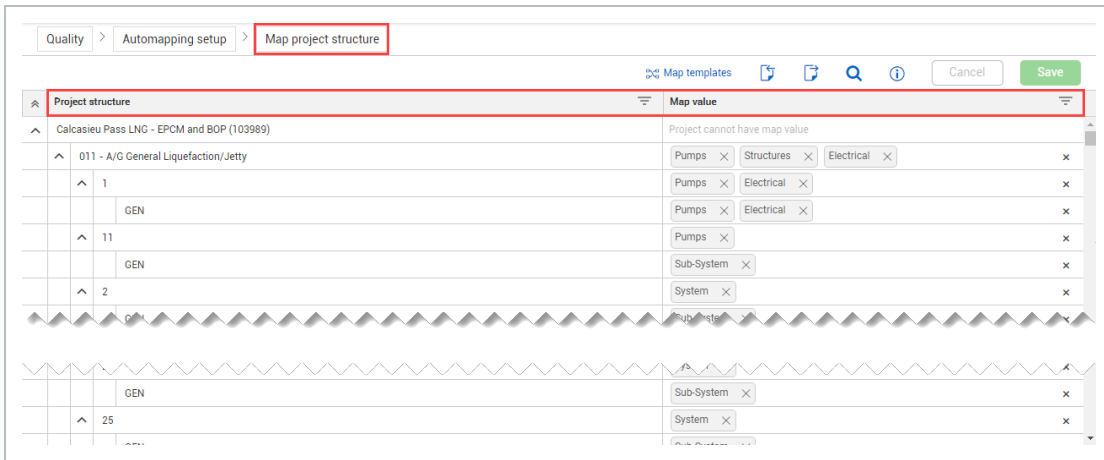 Quality > Automapping setup > Map project structure
Map templates Cancel Save
Project structure Map value
Calcasieu Pass LNG - EPCM and BOP (103989) Project cannot have map value
011 - A/G General Liquefaction/Jetty Pumps Structures Electrical
1 Pumps Electrical
GEN Pumps Electrical
11 Pumps
GEN Sub-System
2 System
GEN Sub-System
25 System